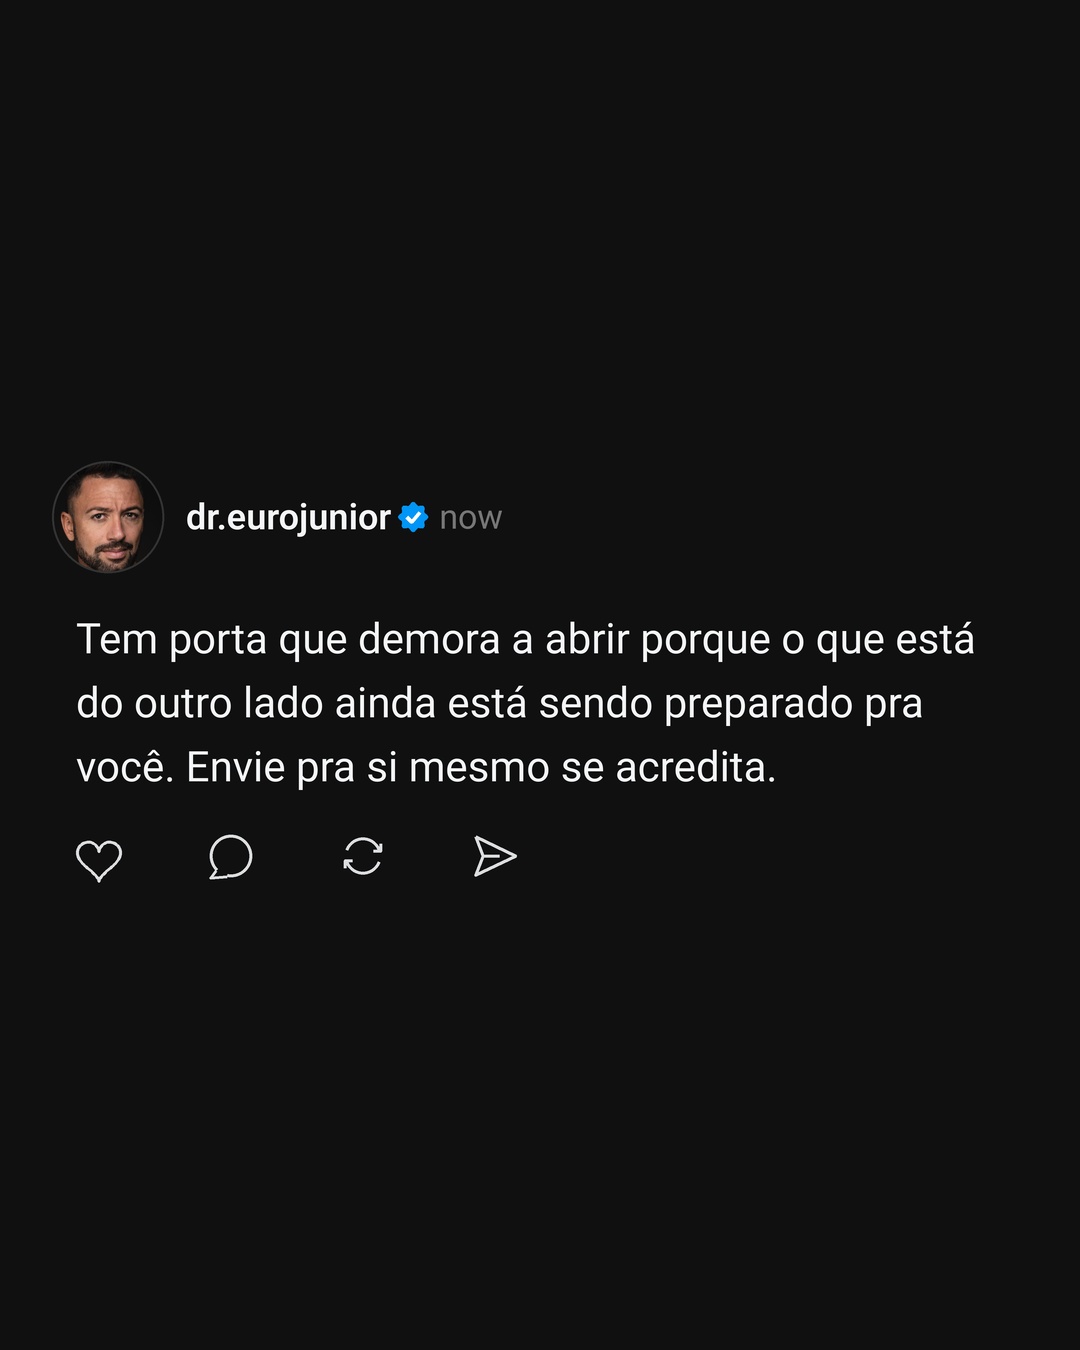 dr.eurojunior now
Tem porta que demora a abrir porque o que está
do outro lado ainda está sendo preparado pra
você. Envie pra si mesmo se acredita.